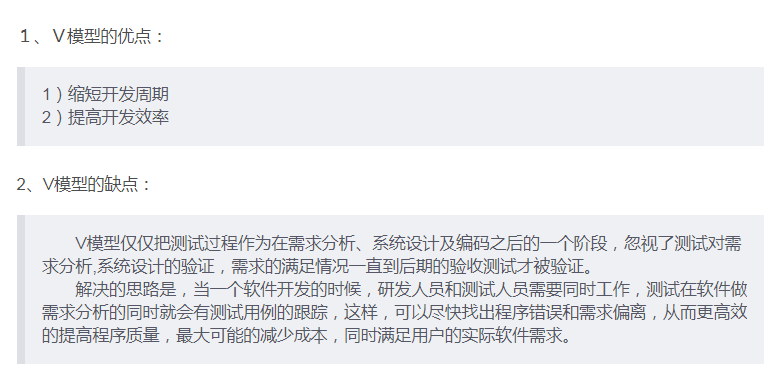 1、V模型的优点：
1）缩短开发周期
2）提高开发效率
2、V模型的缺点：
V模型仅仅把测试过程作为在需求分析、系统设计及编码之后的一个阶段，忽视了测试对需
求分析,系统设计的验证，需求的满足情况一直到后期的验收测试才被验证。
解决的思路是，当一个软件开发的时候，研发人员和测试人员需要同时工作，测试在软件做
需求分析的同时就会有测试用例的跟踪，这样，可以尽快找出程序错误和需求偏离，从而更高效
的提高程序质量，最大可能的减少成本，同时满足用户的实际软件需求。